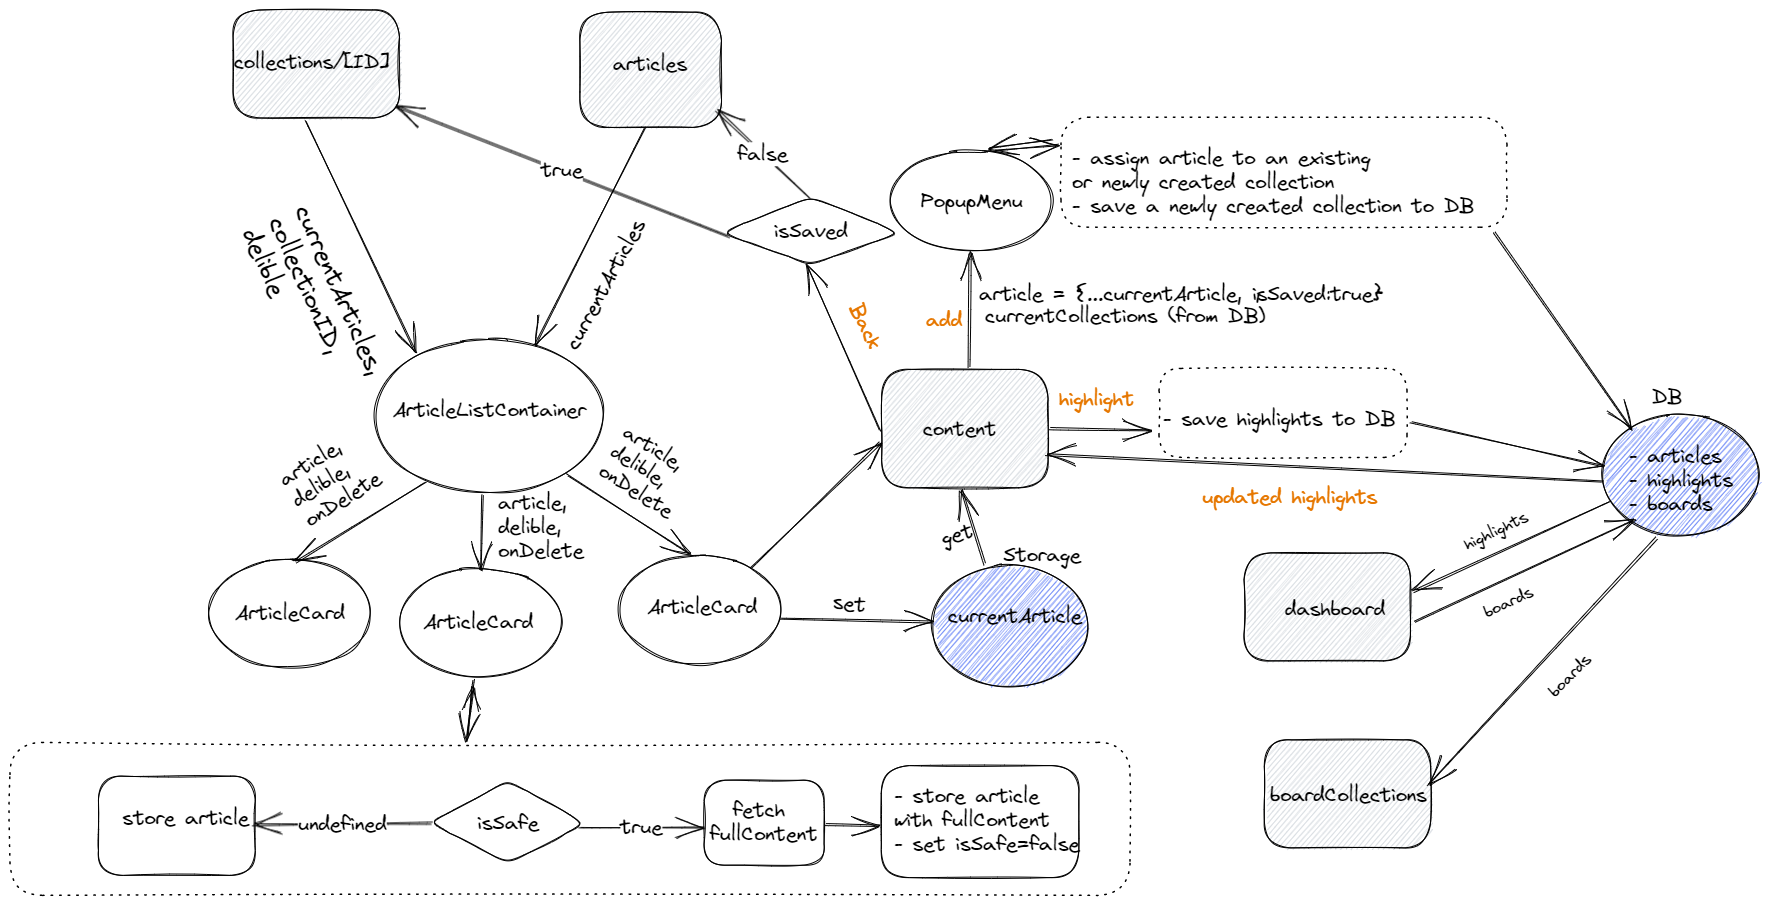 collections/[ID]
articles
true
false
isSaved
PopupMenu
- assign article to an existing
or newly created collection
- save a newly created collection to DB
currentArticles,
collectionID,
delible
currentArticles
Back
add
article = {...currentArticle, isSaved:true}
currentCollections (from DB)
ArticleListContainer
content
highlight
- save highlights to DB
updated highlights
DB
- articles
- highlights
- boards
article,
delible,
onDelete
article,
delible,
onDelete
article,
delible,
onDelete
get
Storage
currentArticle
set
ArticleCard
ArticleCard
ArticleCard
highlights
dashboard
boards
boards
boardCollections
store article
undefined
isSafe
true
fetch
fullContent
- store article
with fullContent
- set isSafe=false